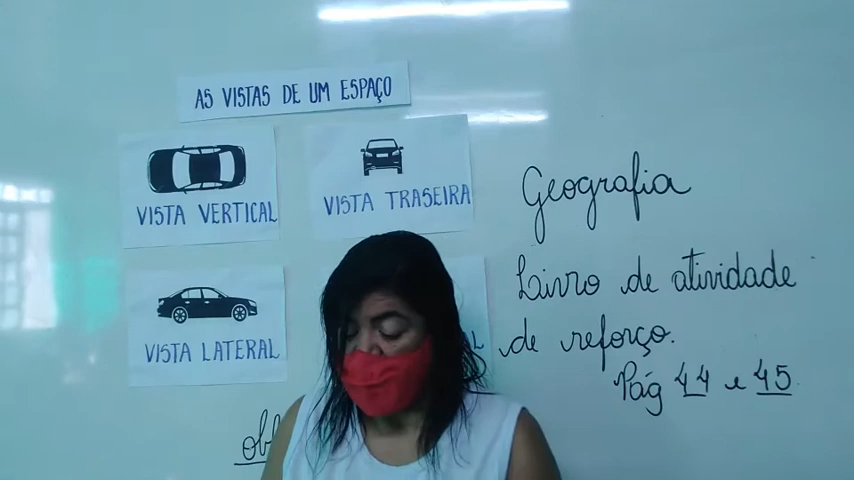 AS VISTAS DE UM ESPAÇO
VISTA VERTICAL
VISTA TRASEIRA
VISTA LATERAL
Geografia
Livro de atividade
de reforço.
Pág 44 e 45